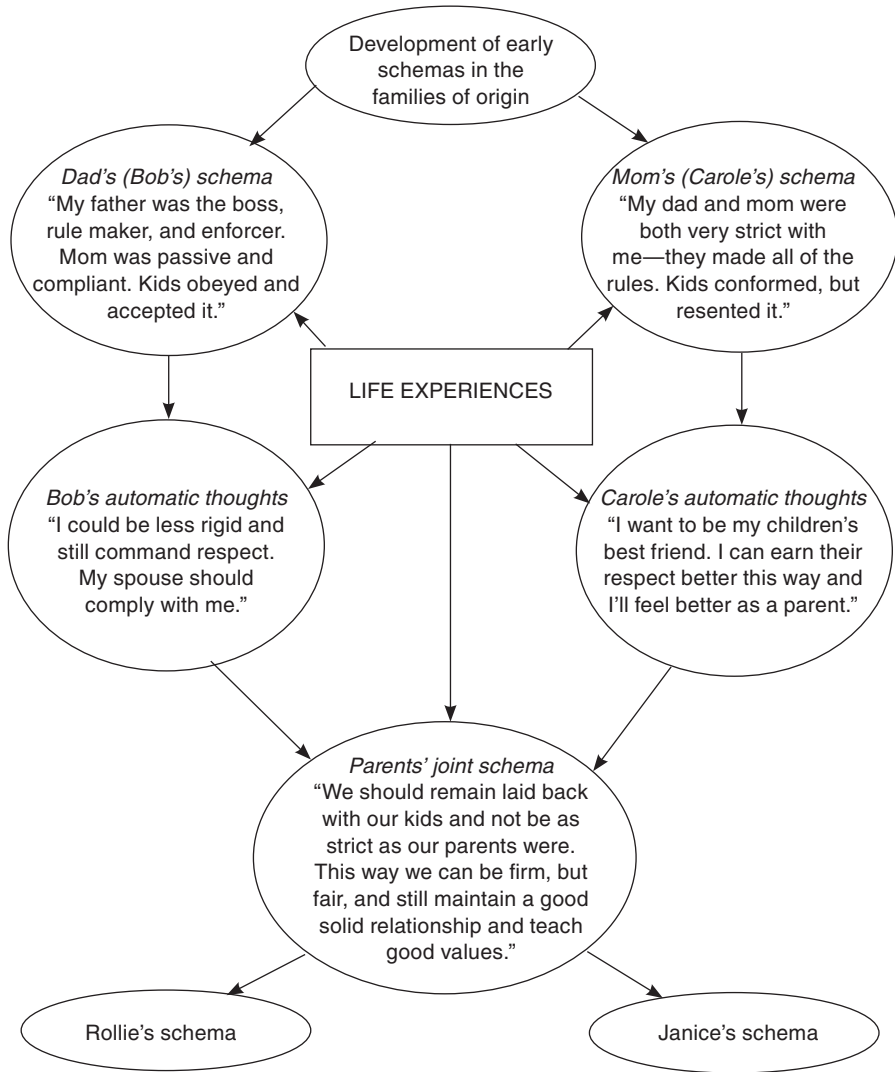 Development of early
schemas in the
families of origin
Dad’s (Bob’s) schema
“My father was the boss,
rule maker, and enforcer.
Mom was passive and
compliant. Kids obeyed and
accepted it.”
Mom’s (Carole’s) schema
“My dad and mom were
both very strict with
me—they made all of the
rules. Kids conformed, but
resented it.”
LIFE EXPERIENCES
Bob’s automatic thoughts
“I could be less rigid and
still command respect.
My spouse should
comply with me.”
Carole’s automatic thoughts
“I want to be my children’s
best friend. I can earn their
respect better this way and
I’ll feel better as a parent.”
Parents’ joint schema
“We should remain laid back
with our kids and not be as
strict as our parents were.
This way we can be firm, but
fair, and still maintain a good
solid relationship and teach
good values.”
Rollie’s schema
Janice’s schema